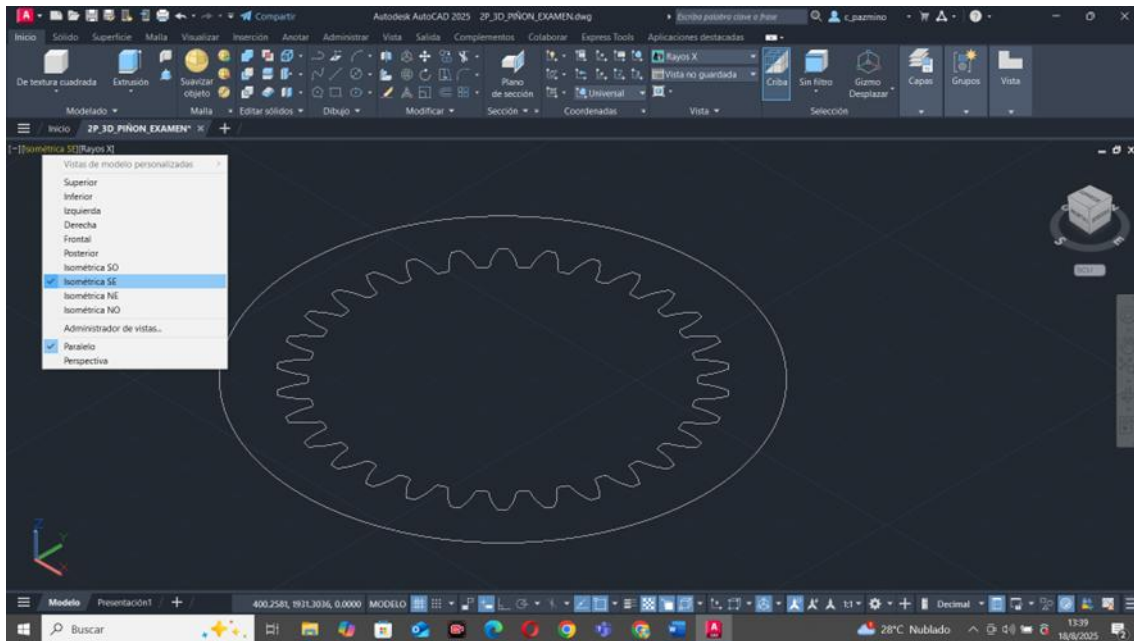 Compartir
Autodesk AutoCAD 2025 2P_3D_PIÑON_EXAMEN.dwg
Escriba palabra clave o frase
c_pazmino
Inicio Sólido Superficie Malla Visualizar Inserción Anotar Administrar Vista Salida Complementos Colaborar Express Tools Aplicaciones destacadas
Rayos X
Vista no guardada
Universal
De textura cuadrada Extrusión Suavizar objeto
Plano de sección
Criba Sin filtro Gizmo Desplazar
Capas Grupos Vista
Modelado Malla Editar sólidos Dibujo Modificar Sección Coordenadas Vista Selección
Inicio 2P_3D_PIÑON_EXAMEN*
[−][Isométrica SE][Rayos X]
Vistas de modelo personalizadas
Superior
Inferior
Izquierda
Derecha
Frontal
Posterior
Isométrica SO
Isométrica SE
Isométrica NE
Isométrica NO
Administrador de vistas...
Paralelo
Perspectiva
S
E
Z
Y
X
Modelo Presentación1
400.2581, 1931.3036, 0.0000 MODELO
1:1
Decimal
Buscar
28°C Nublado
13:39
18/8/2025